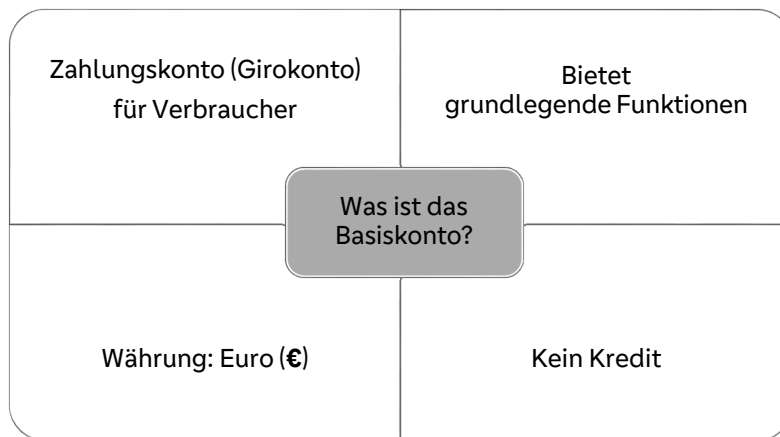 Zahlungskonto (Girokonto)
für Verbraucher
Bietet
grundlegende Funktionen
Was ist das
Basiskonto?
Währung: Euro (€)
Kein Kredit